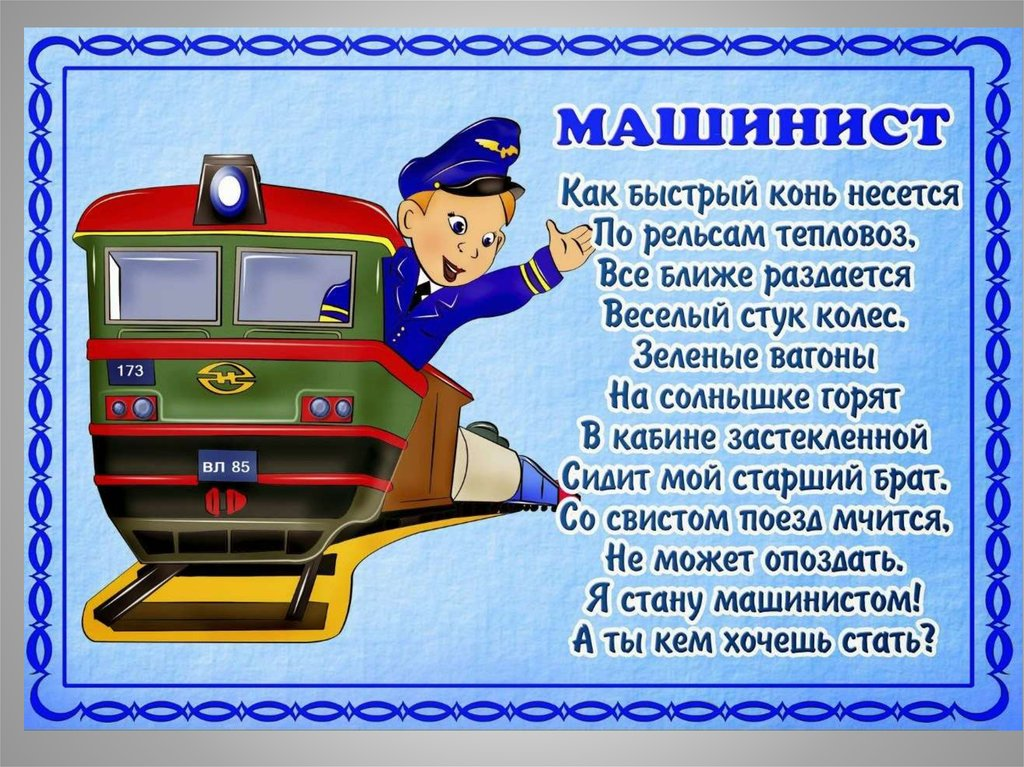 МАШИНИСТ
Как быстрый конь несется
По рельсам тепловоз,
Все ближе раздается
Веселый стук колес.
Зеленые вагоны
На солнышке горят
В кабине застекленной
Сидит мой старший брат.
Со свистом поезд мчится,
Не может опоздать.
Я стану машинистом!
А ты кем хочешь стать?
173
ВЛ 85